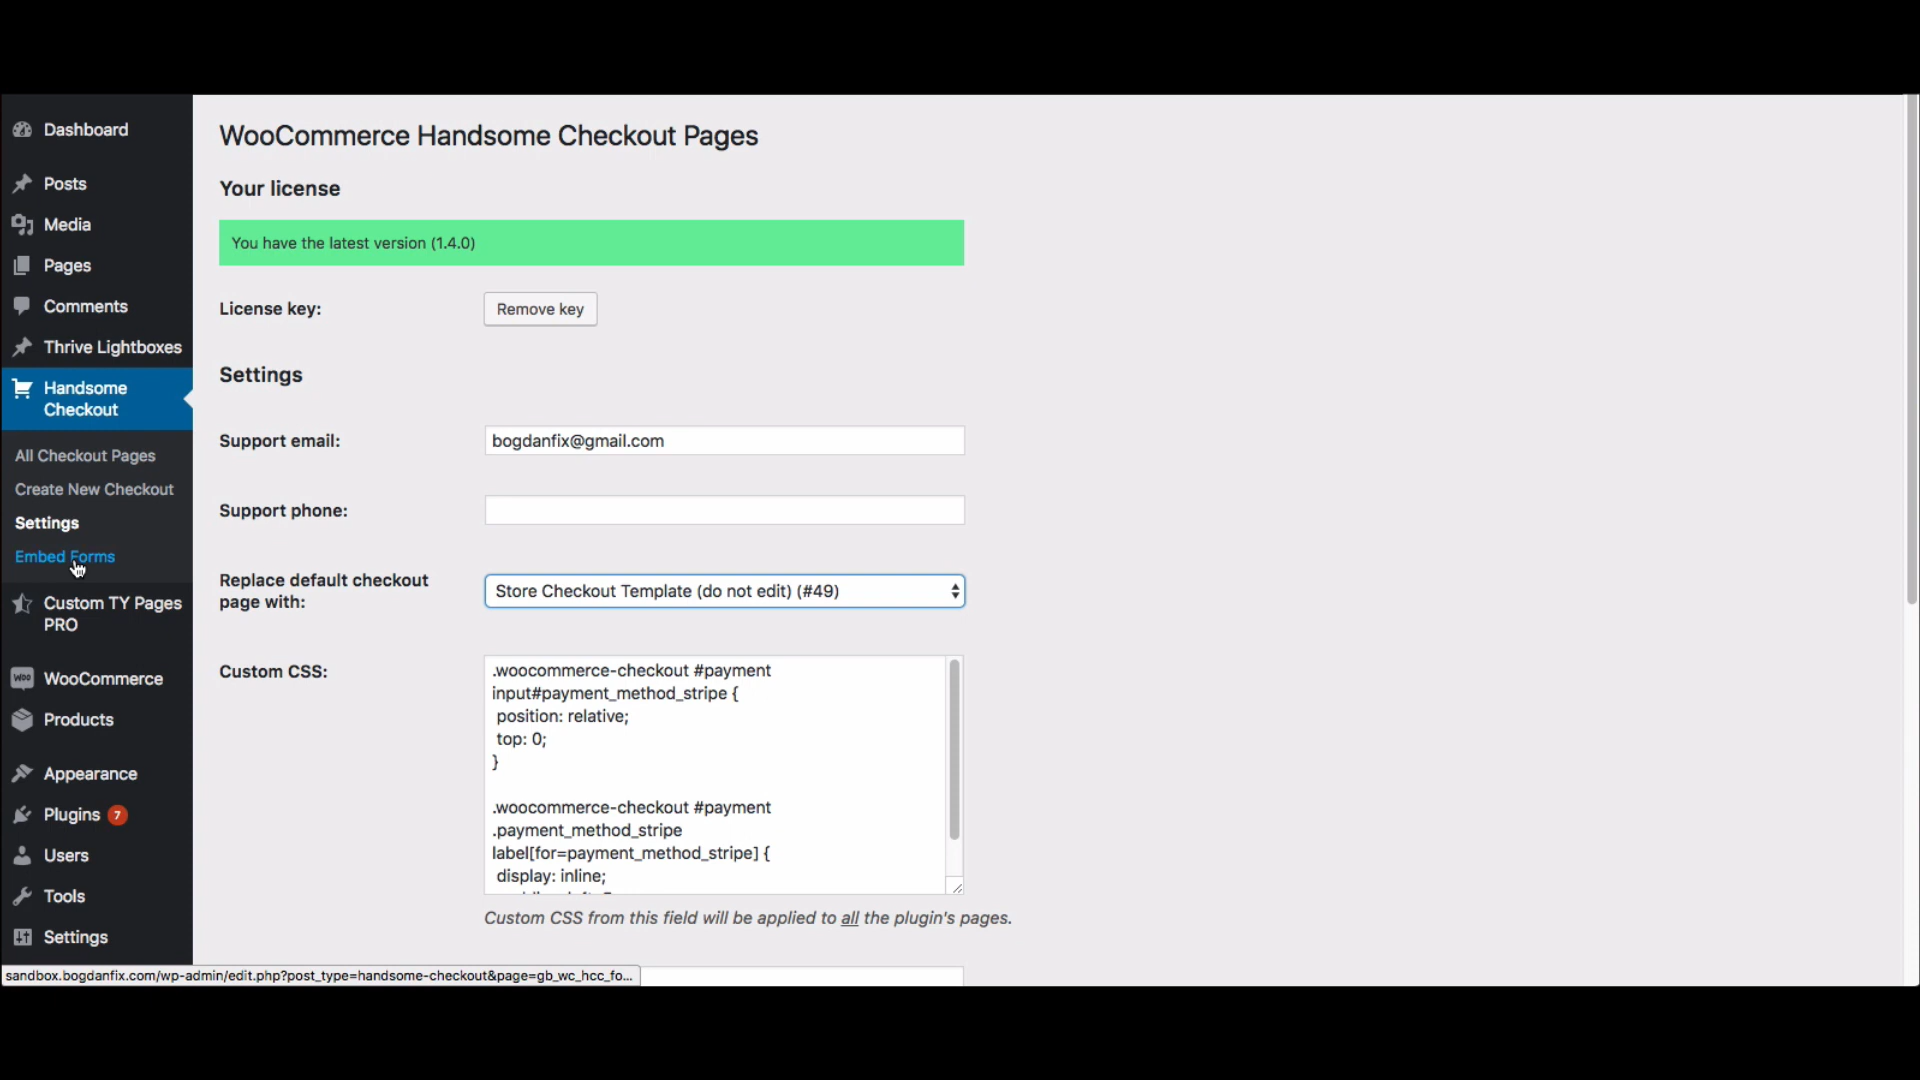 Dashboard
Posts
Media
Pages
Comments
Thrive Lightboxes
Handsome
Checkout
All Checkout Pages
Create New Checkout
Settings
Embed Forms
Custom TY Pages
PRO
Woo WooCommerce
Products
Appearance
Plugins 7
Users
Tools
Settings
WooCommerce Handsome Checkout Pages
Your license
You have the latest version (1.4.0)
License key: Remove key
Settings
Support email: bogdanfix@gmail.com
Support phone:
Replace default checkout
page with:
Store Checkout Template (do not edit) (#49)
Custom CSS:
.woocommerce-checkout #payment
input#payment_method_stripe {
position: relative;
top: 0;
}
.woocommerce-checkout #payment
.payment_method_stripe
label[for=payment_method_stripe] {
display: inline;
Custom CSS from this field will be applied to all the plugin's pages.
sandbox.bogdanfix.com/wp-admin/edit.php?post_type=handsome-checkout&page=gb_wc_hcc_fo...